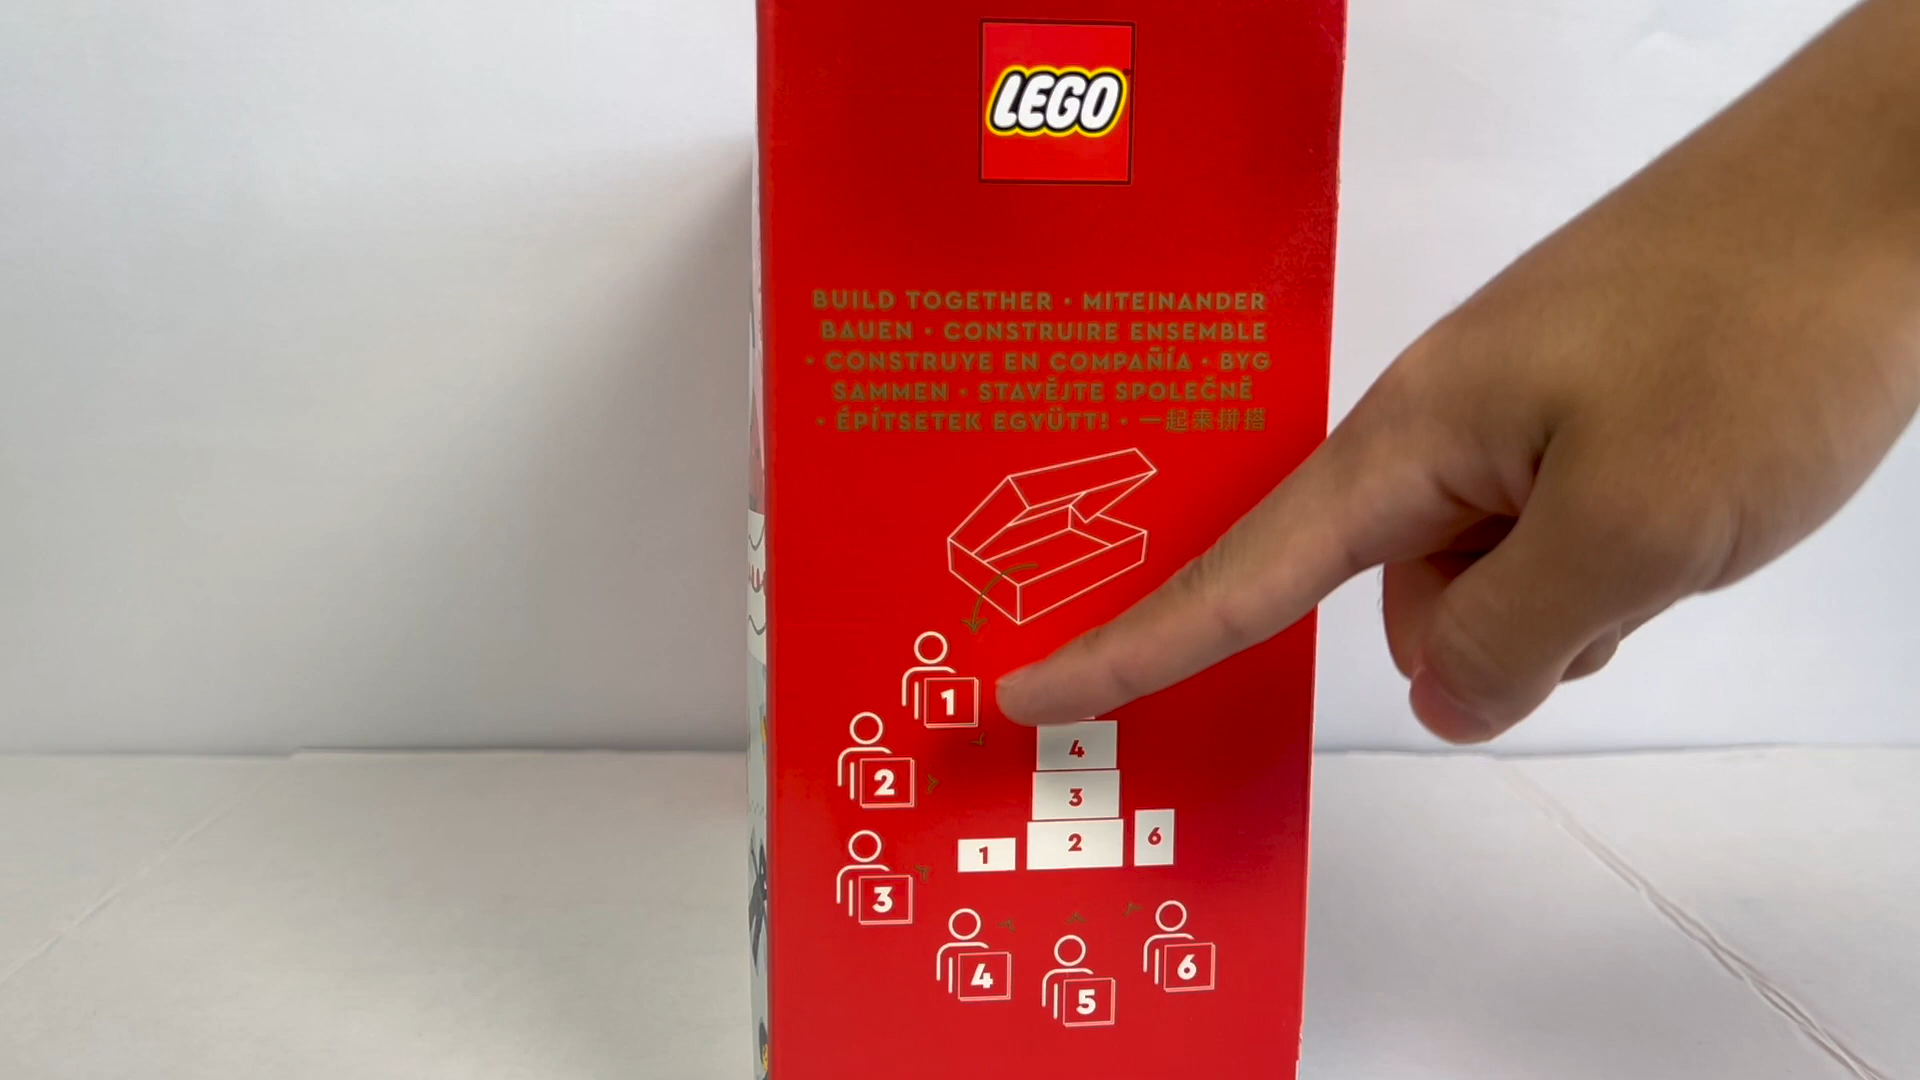 LEGO
BUILD TOGETHER · MITEINANDER
BAUEN · CONSTRUIRE ENSEMBLE
· CONSTRUYE EN COMPAÑÍA · BYG
SAMMEN · STAVĚJTE SPOLEČNĚ
· ÉPÍTSETEK EGYÜTT! · 一起来拼搭
1
4
2
3
6
2
1
3
4
6
5